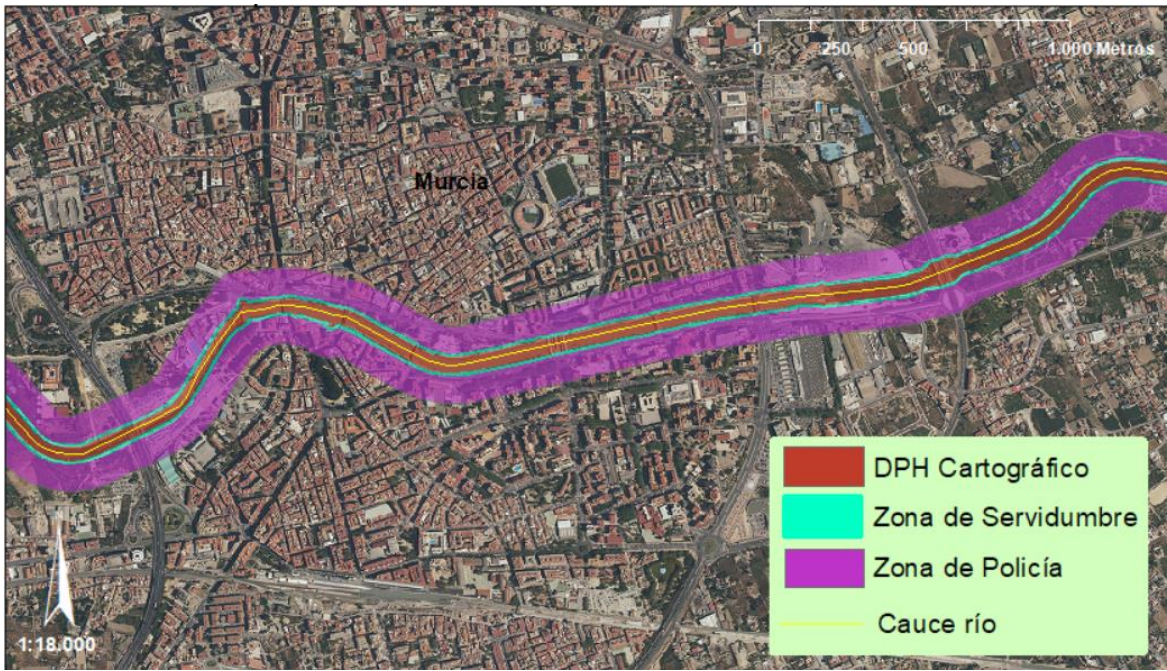 0 250 500 1.000 Metros
Murcia
DPH Cartográfico
Zona de Servidumbre
Zona de Policía
Cauce río
1:18.000